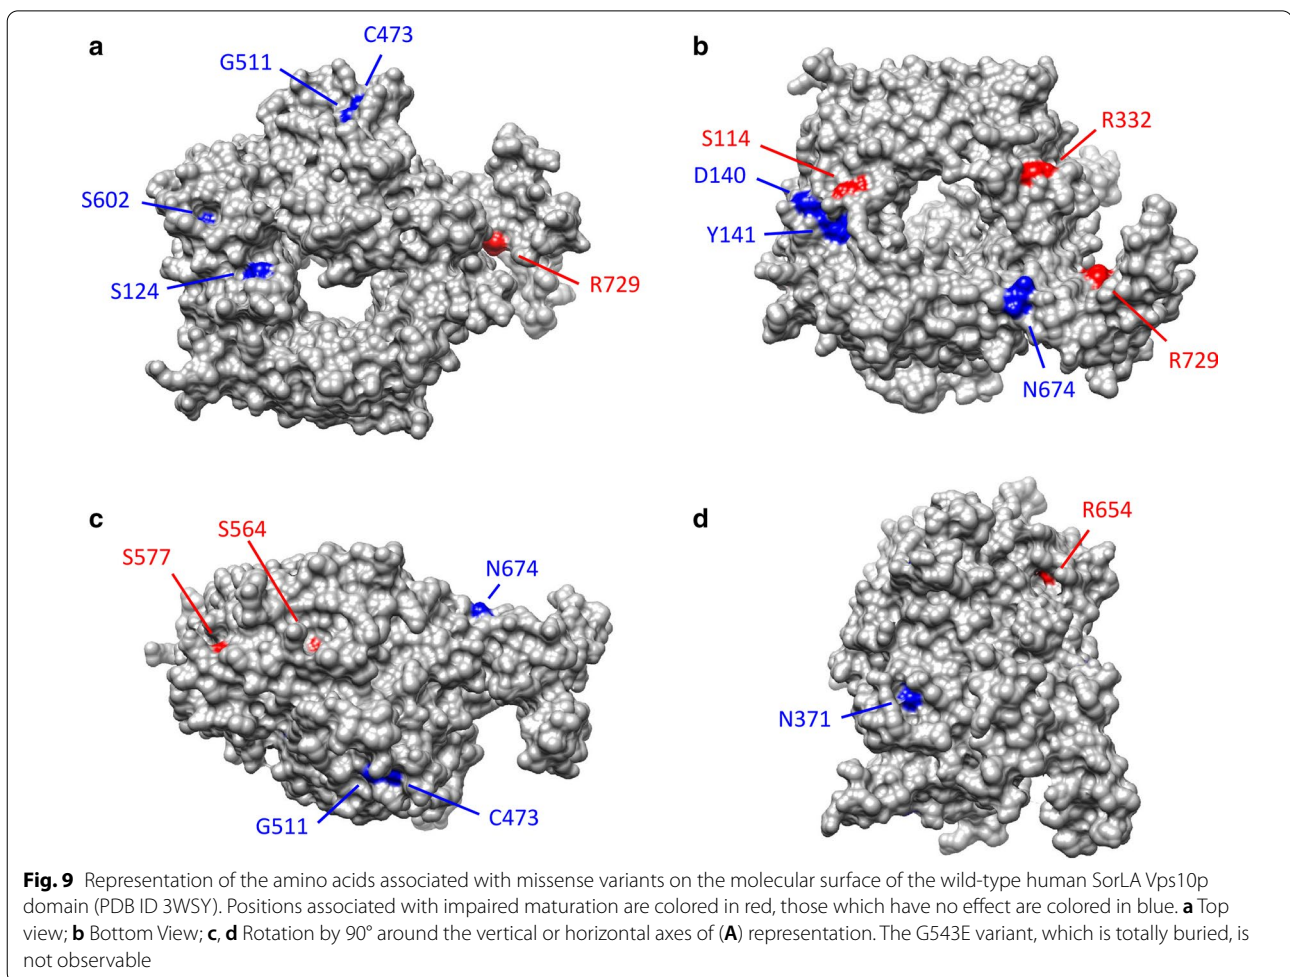 a
C473
G511
S602
S124
R729
b
R332
S114
D140
Y141
R729
N674
c
S564
S577
N674
G511
C473
d
R654
N371
Fig. 9 Representation of the amino acids associated with missense variants on the molecular surface of the wild-type human SorLA Vps10p
domain (PDB ID 3WSY). Positions associated with impaired maturation are colored in red, those which have no effect are colored in blue. a Top
view; b Bottom View; c, d Rotation by 90° around the vertical or horizontal axes of (A) representation. The G543E variant, which is totally buried, is
not observable